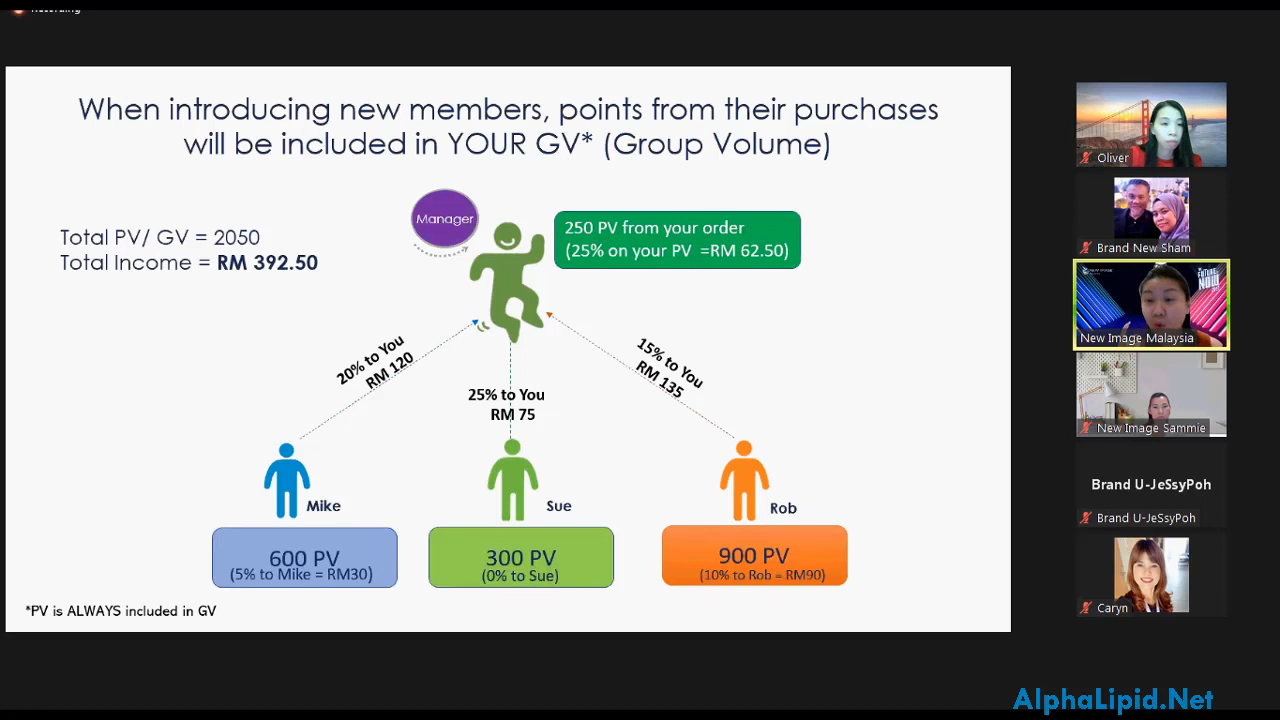 Recording
When introducing new members, points from their purchases
will be included in YOUR GV* (Group Volume)
Manager
250 PV from your order
(25% on your PV =RM 62.50)
Total PV/ GV = 2050
Total Income = RM 392.50
20% to You
RM 120
25% to You
RM 75
15% to You
RM 135
Mike
Sue
Rob
600 PV
(5% to Mike = RM30)
300 PV
(0% to Sue)
900 PV
(10% to Rob = RM90)
*PV is ALWAYS included in GV
Oliver
Brand New Sham
New Image Malaysia
New Image Sammie
Brand U-JeSsyPoh
Brand U-JeSsyPoh
Caryn
AlphaLipid.Net